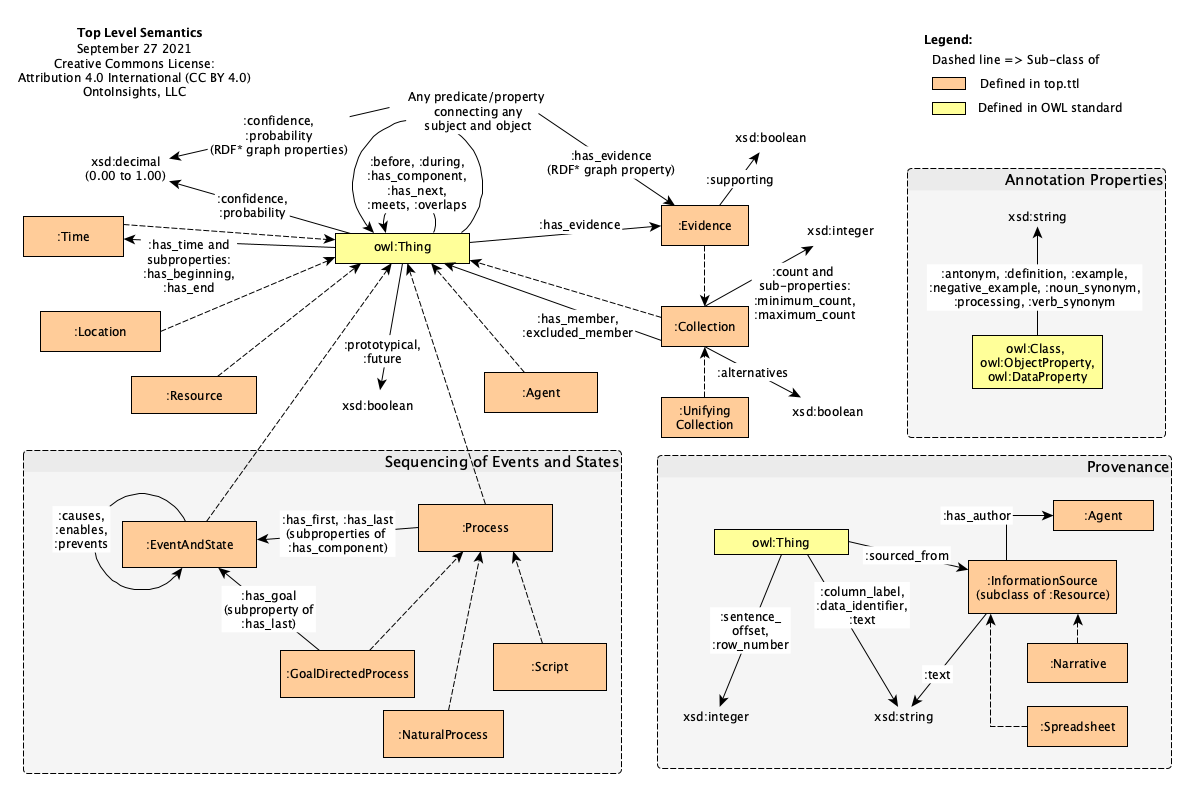 Top Level Semantics
September 27 2021
Creative Commons License:
Attribution 4.0 International (CC BY 4.0)
OntoInsights, LLC
Legend:
Dashed line => Sub-class of
Defined in top.ttl
Defined in OWL standard
Any predicate/property
connecting any
subject and object
:confidence,
:probability
(RDF* graph properties)
xsd:decimal
(0.00 to 1.00)
:confidence,
:probability
:before, :during,
:has_component,
:has_next,
:meets, :overlaps
:has_evidence
(RDF* graph property)
xsd:boolean
:supporting
:Time
:has_time and
subproperties:
:has_beginning,
:has_end
owl:Thing
:has_evidence
:Evidence
xsd:integer
:count and
sub-properties:
:minimum_count,
:maximum_count
:Location
:has_member,
:excluded_member
:Collection
:prototypical,
:future
xsd:boolean
:Resource
:Agent
:alternatives
xsd:boolean
:Unifying
Collection
Annotation Properties
xsd:string
:antonym, :definition, :example,
:negative_example, :noun_synonym,
:processing, :verb_synonym
owl:Class,
owl:ObjectProperty,
owl:DataProperty
Sequencing of Events and States
:causes,
:enables,
:prevents
:EventAndState
:has_first, :has_last
(subproperties of
:has_component)
:Process
:has_goal
(subproperty of
:has_last)
:GoalDirectedProcess
:Script
:NaturalProcess
Provenance
:has_author
:Agent
owl:Thing
:sourced_from
:InformationSource
(subclass of :Resource)
:column_label,
:data_identifier,
:text
:sentence_
offset,
:row_number
:text
:Narrative
xsd:integer
xsd:string
:Spreadsheet